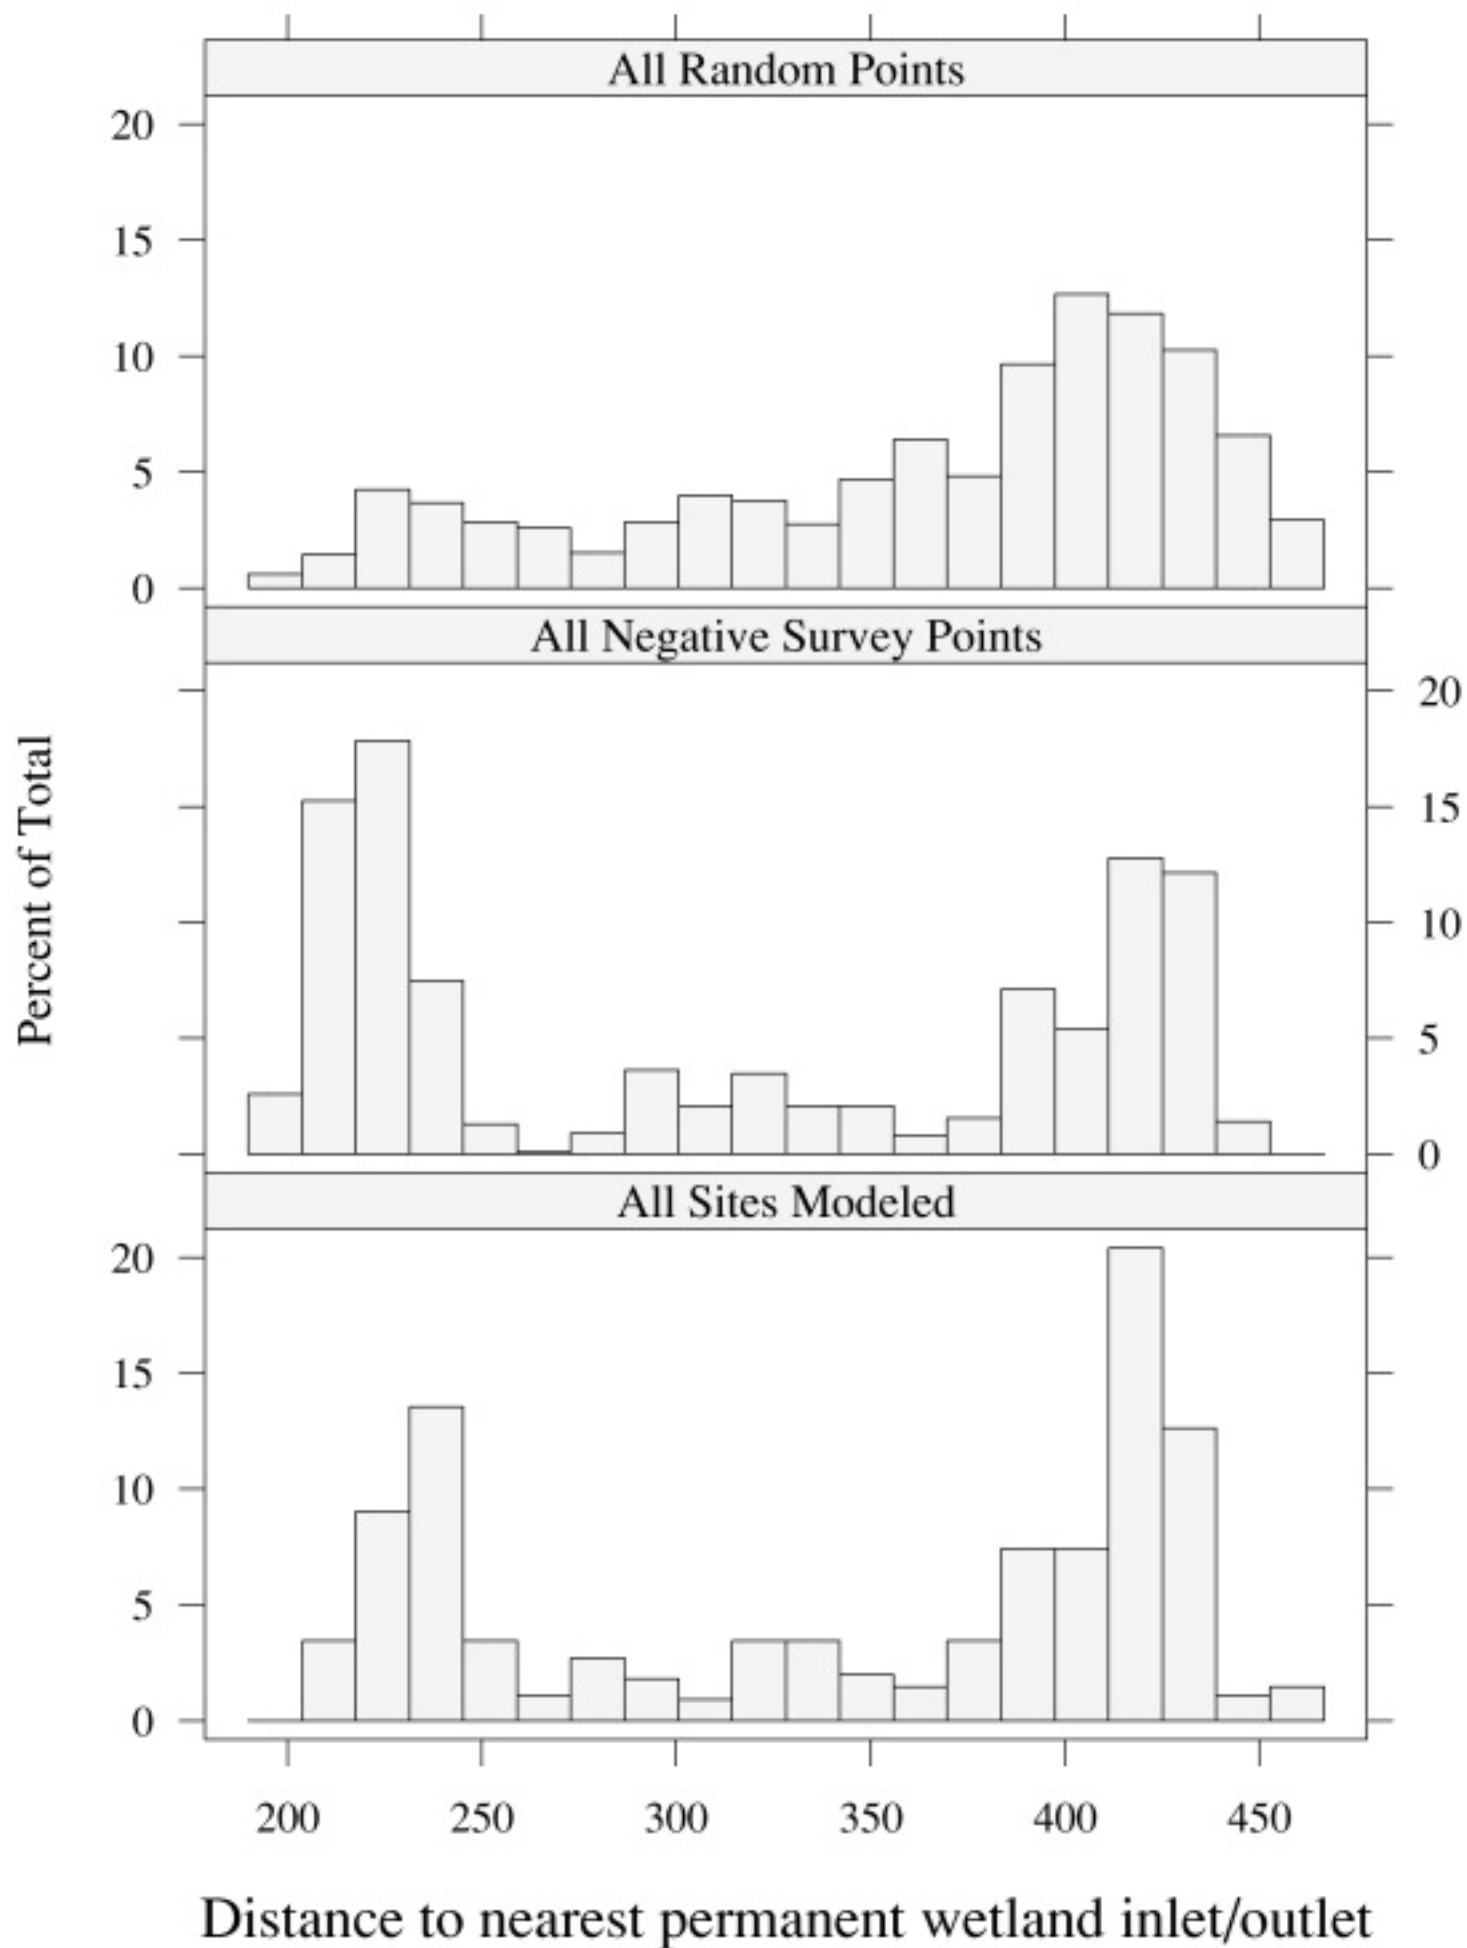 All Random Points
20
15
10
5
0
All Negative Survey Points
20
15
10
5
0
Percent of Total
All Sites Modeled
20
15
10
5
0
200 250 300 350 400 450
Distance to nearest permanent wetland inlet/outlet